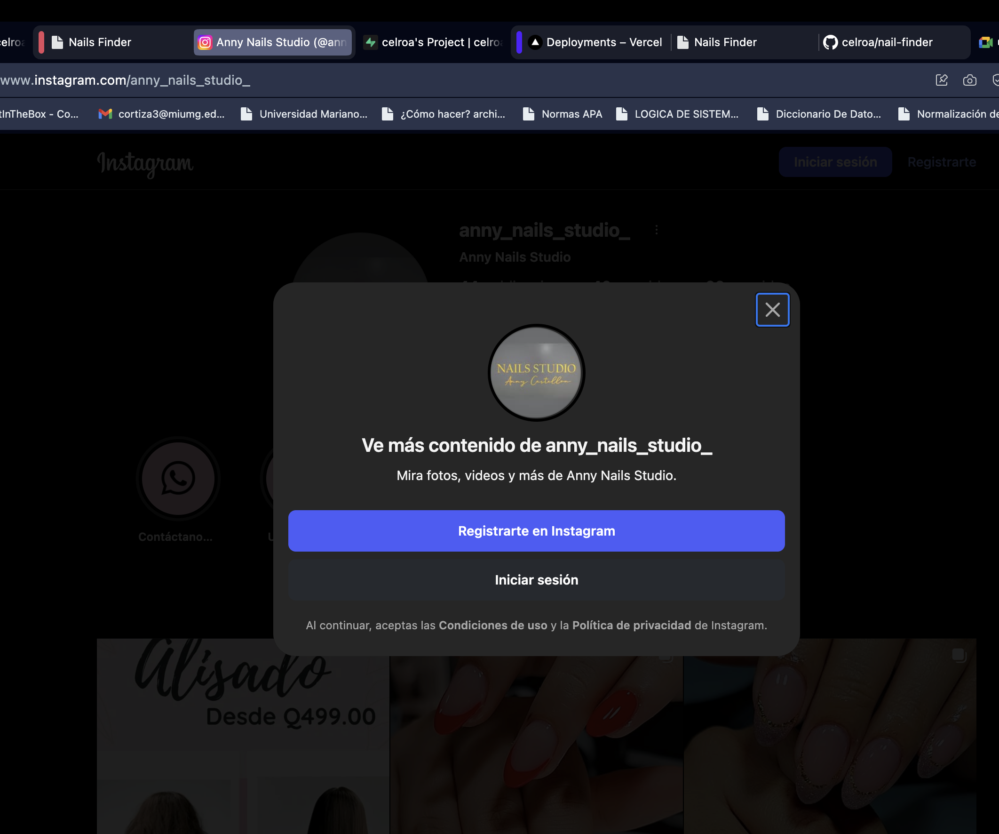 celroa
Nails Finder
Anny Nails Studio (@ann
celroa's Project | celroa
Deployments – Vercel
Nails Finder
celroa/nail-finder
www.instagram.com/anny_nails_studio_
tInTheBox - Co...
cortiza3@miumg.ed...
Universidad Mariano...
¿Cómo hacer? archi...
Normas APA
LOGICA DE SISTEM...
Diccionario De Dato...
Normalización de
Instagram
Iniciar sesión
Registrarte
anny_nails_studio_
Anny Nails Studio
NAILS STUDIO
Anny Castellon
Ve más contenido de anny_nails_studio_
Mira fotos, videos y más de Anny Nails Studio.
Contáctano...
Registrarte en Instagram
Iniciar sesión
Al continuar, aceptas las Condiciones de uso y la Política de privacidad de Instagram.
Alisado
Desde Q499.00